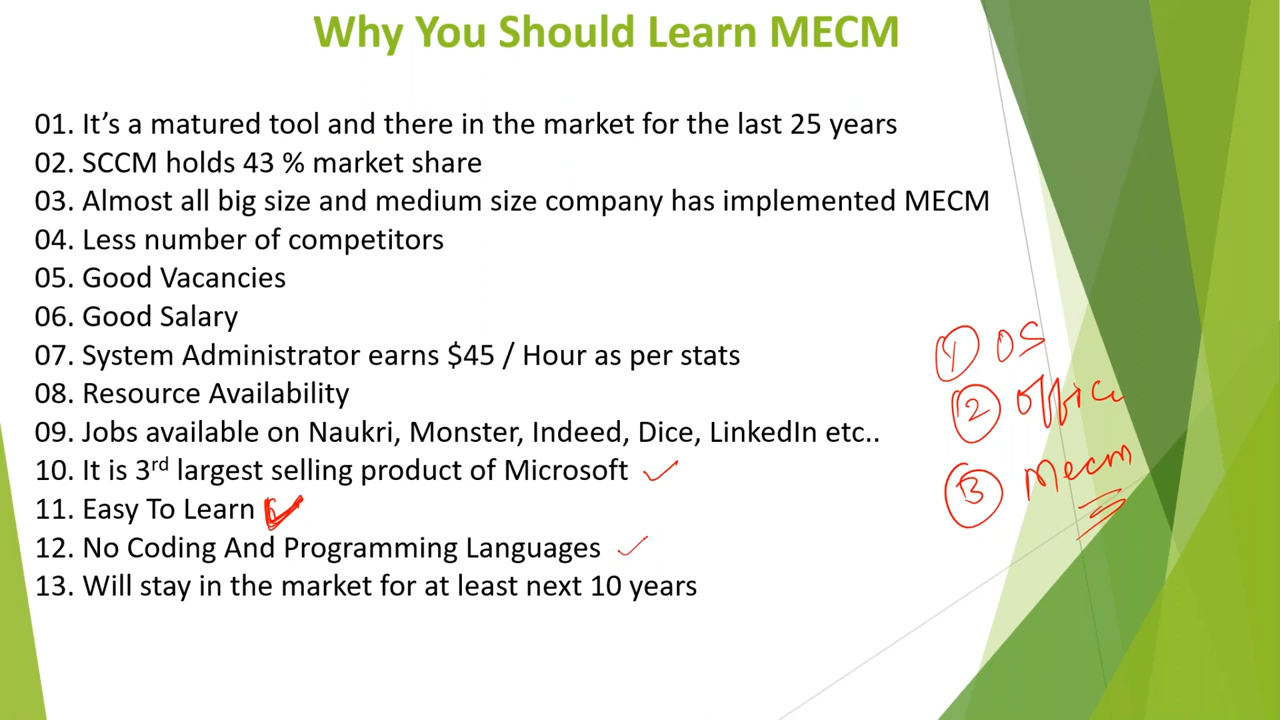 Why You Should Learn MECM
01. It’s a matured tool and there in the market for the last 25 years
02. SCCM holds 43 % market share
03. Almost all big size and medium size company has implemented MECM
04. Less number of competitors
05. Good Vacancies
06. Good Salary
07. System Administrator earns $45 / Hour as per stats
08. Resource Availability
09. Jobs available on Naukri, Monster, Indeed, Dice, LinkedIn etc..
10. It is 3rd largest selling product of Microsoft
11. Easy To Learn
12. No Coding And Programming Languages
13. Will stay in the market for at least next 10 years
1 OS
2 Office
3 Mecm